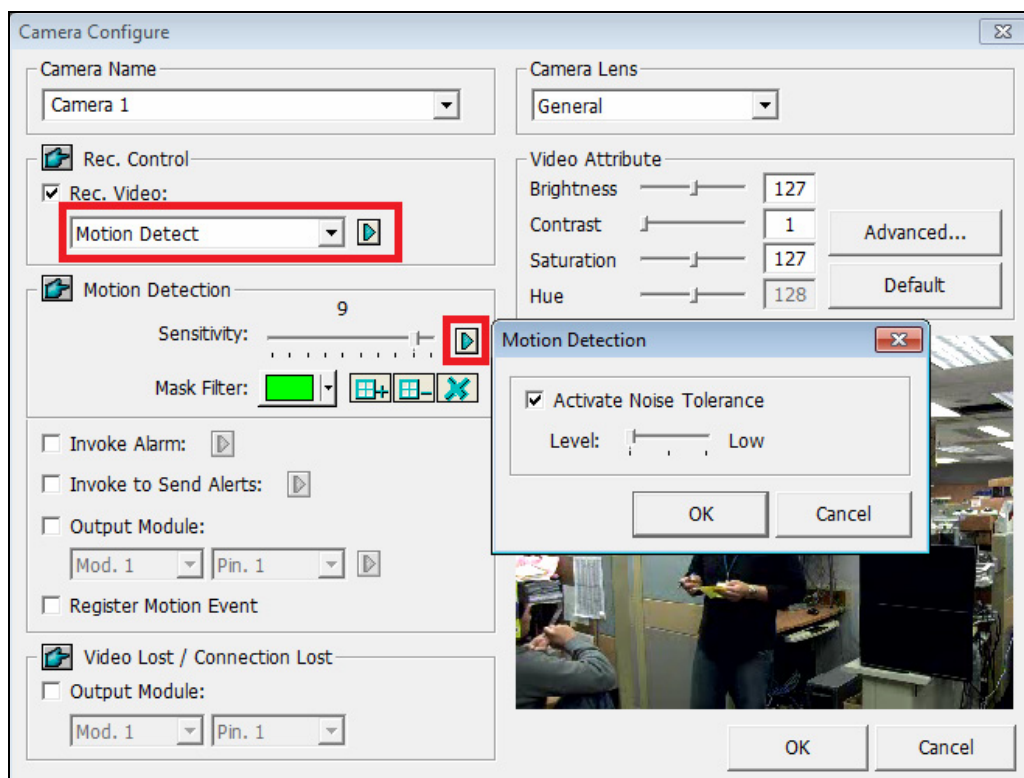 Camera Configure
Camera Name
Camera 1
Rec. Control
Rec. Video:
Motion Detect
Motion Detection
9
Sensitivity:
Mask Filter:
Invoke Alarm:
Invoke to Send Alerts:
Output Module:
Mod. 1 Pin. 1
Register Motion Event
Video Lost / Connection Lost
Output Module:
Mod. 1 Pin. 1
Camera Lens
General
Video Attribute
Brightness 127
Contrast 1
Saturation 127
Hue 128
Advanced...
Default
Motion Detection
Activate Noise Tolerance
Level: Low
OK Cancel
OK Cancel